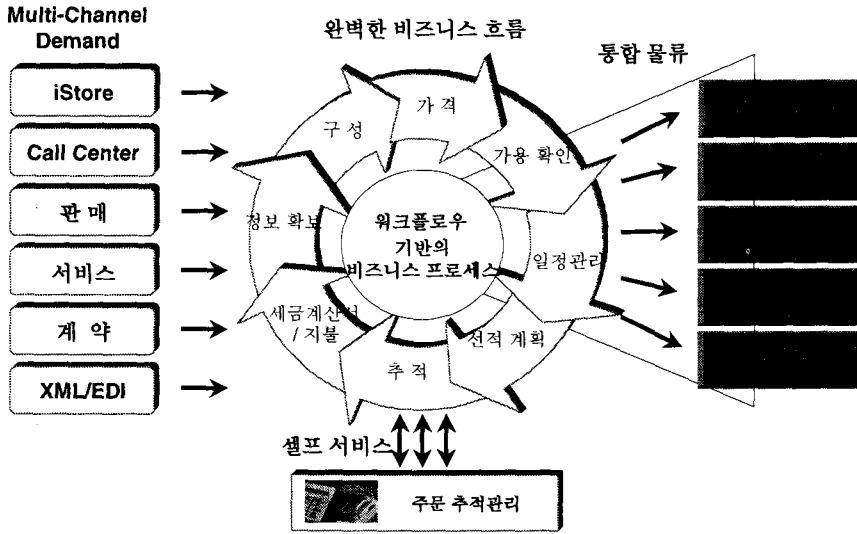 Multi-Channel
Demand
완벽한 비즈니스 흐름
통합 물류
iStore
Call Center
판 매
서비스
계 약
XML/EDI
구 성
가 격
가용 확인
정보 확보
워크플로우
기반의
비즈니스 프로세스
일정관리
세금계산서
/ 지불
선적 계획
추 적
셀프 서비스
주문 추적관리